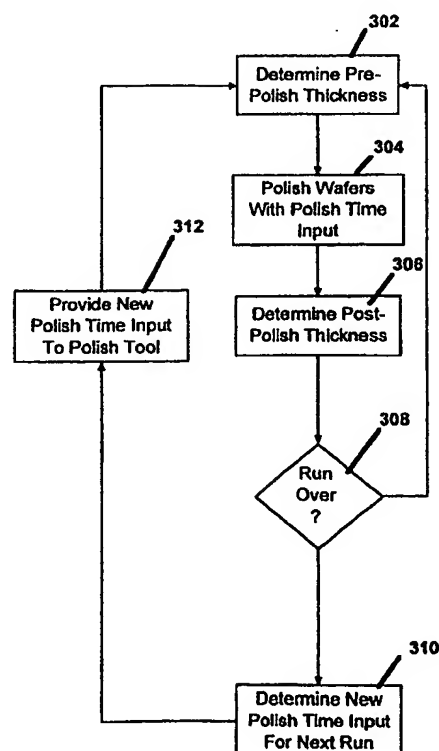 302
Determine Pre-
Polish Thickness
304
Polish Wafers
With Polish Time
Input
306
Determine Post-
Polish Thickness
308
Run
Over
?
310
Determine New
Polish Time Input
For Next Run
312
Provide New
Polish Time Input
To Polish Tool